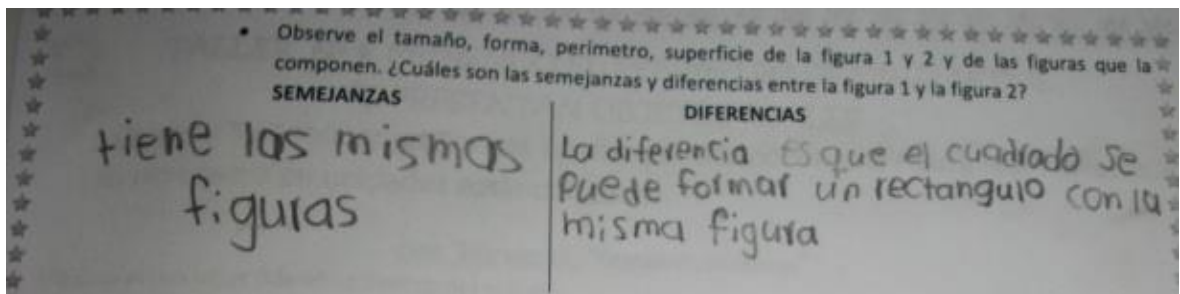 • Observe el tamaño, forma, perimetro, superficie de la figura 1 y 2 y de las figuras que la
componen. ¿Cuáles son las semejanzas y diferencias entre la figura 1 y la figura 2?
SEMEJANZAS
tiene las mismas
figuras
DIFERENCIAS
La diferencia es que el cuadrado se
puede formar un rectangulo con la
misma figura